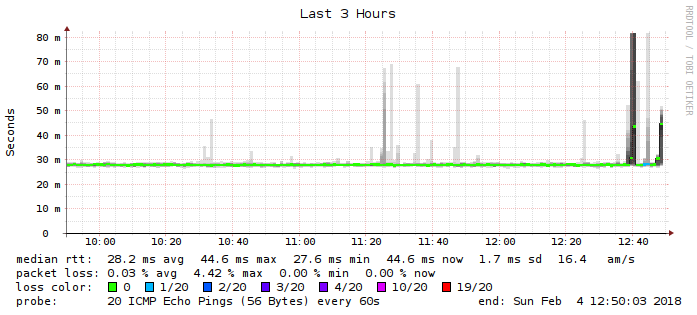 Last 3 Hours
RRDTOOL / TOBI OETIKER
Seconds
80 m
70 m
60 m
50 m
40 m
30 m
20 m
10 m
0
10:00 10:20 10:40 11:00 11:20 11:40 12:00 12:20 12:40
median rtt: 28.2 ms avg 44.6 ms max 27.6 ms min 44.6 ms now 1.7 ms sd 16.4 am/s
packet loss: 0.03 % avg 4.42 % max 0.00 % min 0.00 % now
loss color: 0 1/20 2/20 3/20 4/20 10/20 19/20
probe: 20 ICMP Echo Pings (56 Bytes) every 60s end: Sun Feb 4 12:50:03 2018